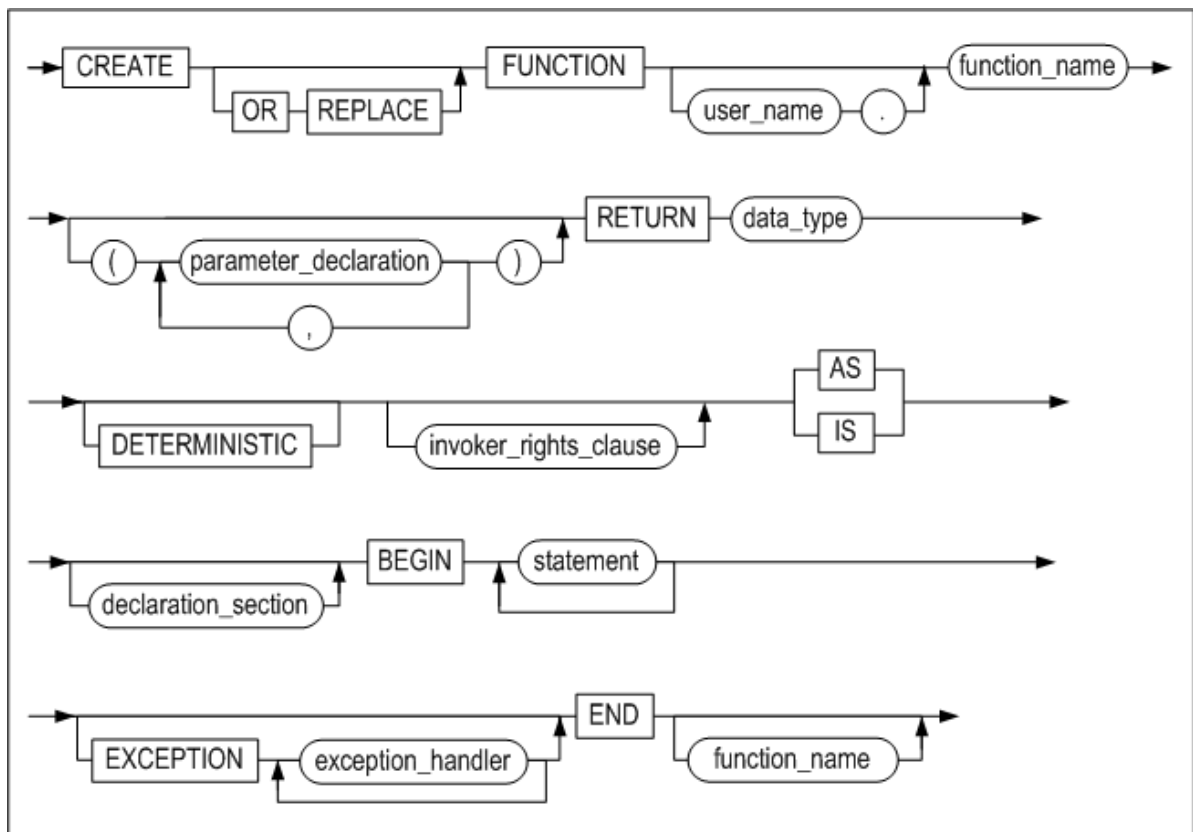 CREATE FUNCTION function_name
OR REPLACE user_name .
RETURN data_type
( parameter_declaration )
,
AS
DETERMINISTIC invoker_rights_clause IS
BEGIN statement
declaration_section
END
EXCEPTION exception_handler function_name